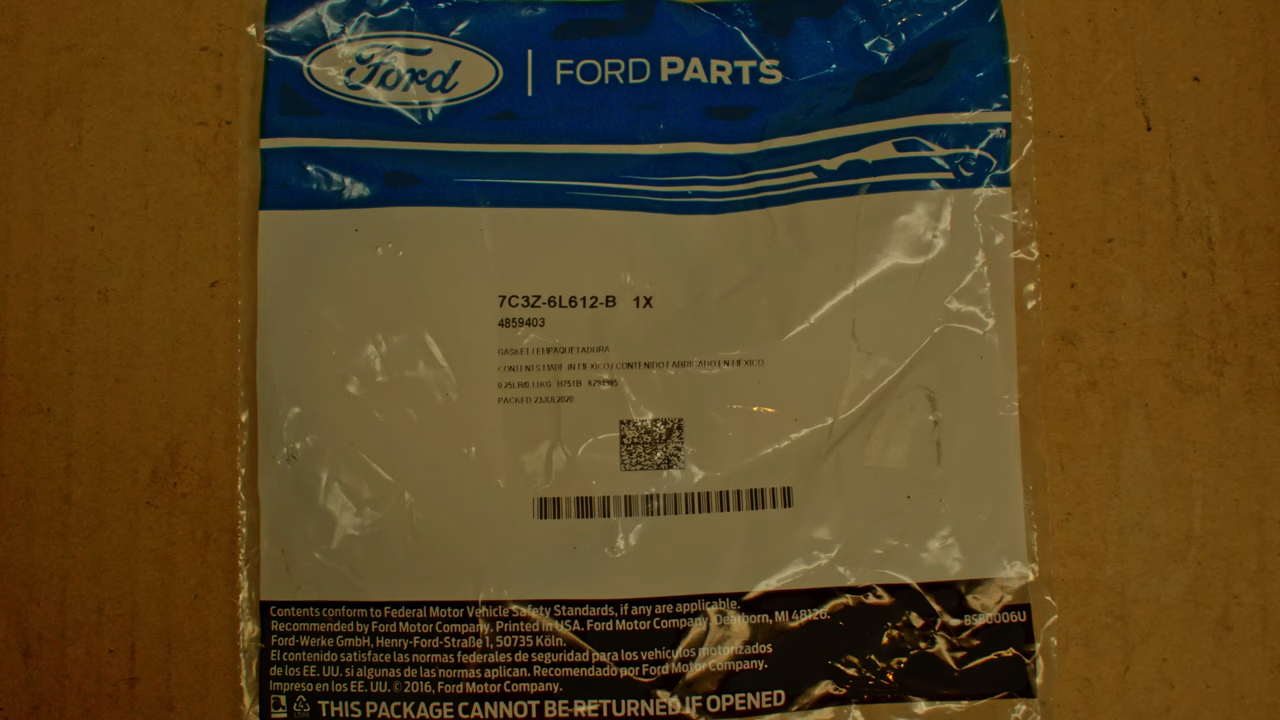 Ford | FORD PARTS
TM
7C3Z-6L612-B 1X
4859403
GASKET / EMPAQUETADURA
CONTENTS MADE IN MEXICO / CONTENIDO FABRICADO EN MEXICO
0.25LB/0.11KG H751B
PACKED 23JUL2020
Contents conform to Federal Motor Vehicle Safety Standards, if any are applicable.
Recommended by Ford Motor Company. Printed in USA. Ford Motor Company, Dearborn, MI 48126.
BSB0006U
Ford-Werke GmbH, Henry-Ford-Straße 1, 50735 Köln.
El contenido satisface las normas federales de seguridad para los vehículos motorizados
de los EE. UU. si algunas de las normas aplican. Recomendado por Ford Motor Company.
Impreso en los EE. UU. © 2016, Ford Motor Company.
THIS PACKAGE CANNOT BE RETURNED IF OPENED